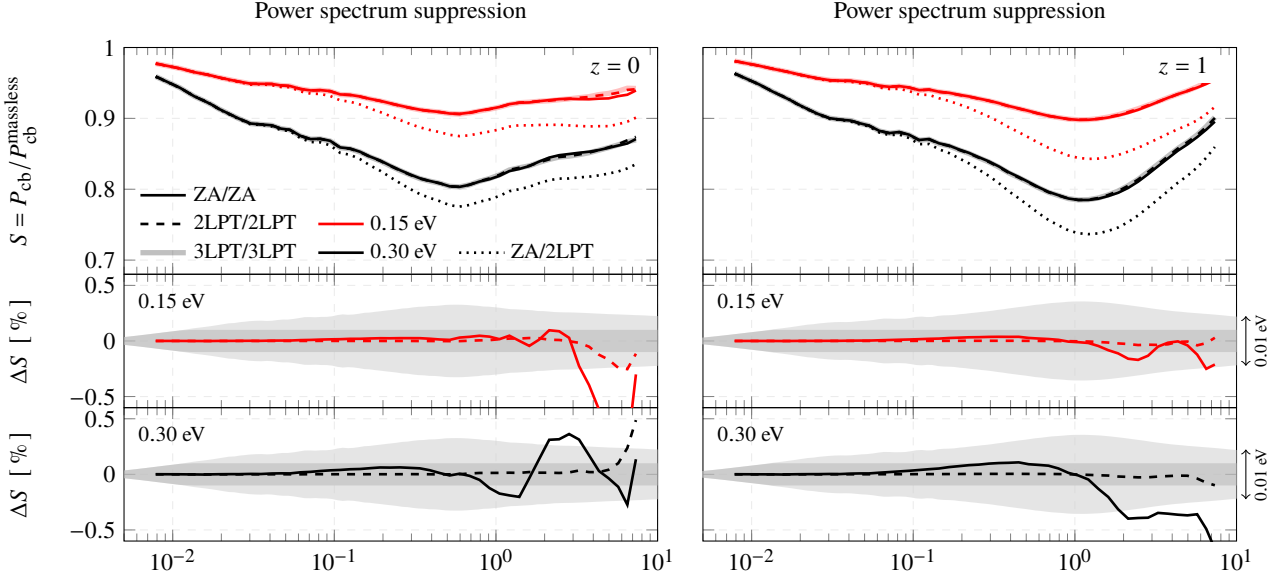 Power spectrum suppression
Power spectrum suppression
S = P_cb/P_cb^massless
1
0.9
0.8
0.7
z = 0
ZA/ZA
2LPT/2LPT
0.15 eV
3LPT/3LPT
0.30 eV
ZA/2LPT
z = 1
ΔS [ % ]
0.5
0
−0.5
0.15 eV
0.15 eV
0.01 eV
ΔS [ % ]
0.5
0
−0.5
0.30 eV
0.30 eV
0.01 eV
10^−2
10^−1
10^0
10^1
10^−2
10^−1
10^0
10^1